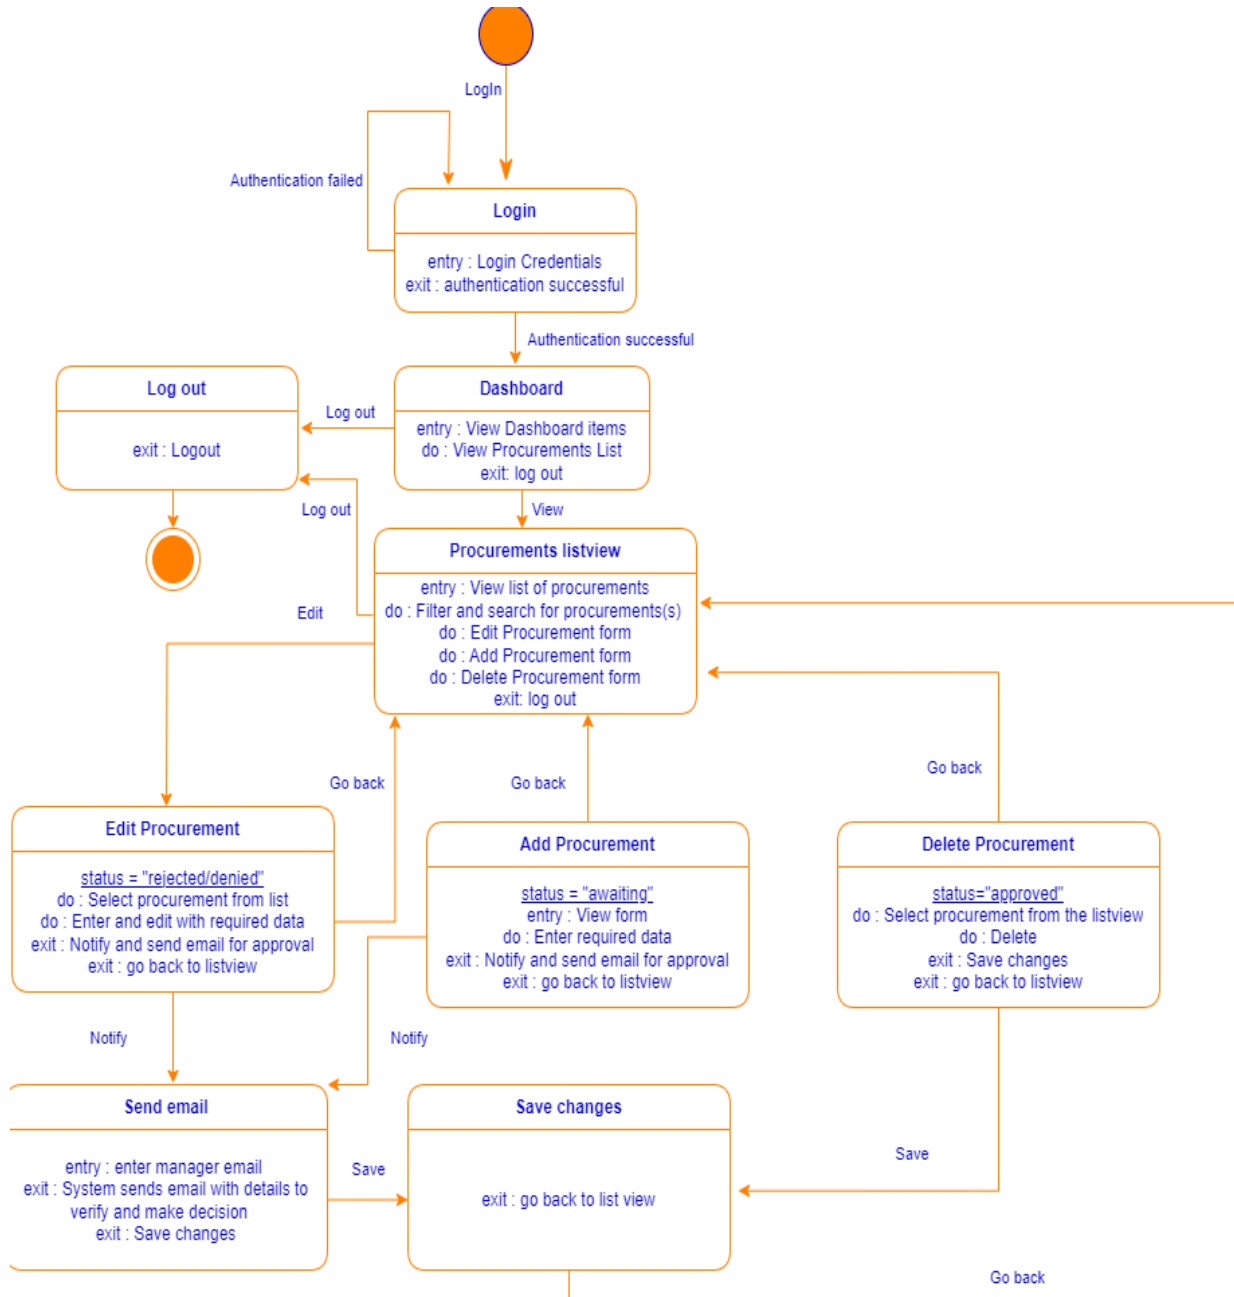 LogIn
Authentication failed
Login
entry : Login Credentials
exit : authentication successful
Authentication successful
Log out
exit : Logout
Log out
Dashboard
entry : View Dashboard items
do : View Procurements List
exit: log out
Log out
View
Procurements listview
entry : View list of procurements
do : Filter and search for procurements(s)
do : Edit Procurement form
do : Add Procurement form
do : Delete Procurement form
exit: log out
Edit
Go back
Go back
Go back
Edit Procurement
status = "rejected/denied"
do : Select procurement from list
do : Enter and edit with required data
exit : Notify and send email for approval
exit : go back to listview
Add Procurement
status = "awaiting"
entry : View form
do : Enter required data
exit : Notify and send email for approval
exit : go back to listview
Delete Procurement
status="approved"
do : Select procurement from the listview
do : Delete
exit : Save changes
exit : go back to listview
Notify
Notify
Send email
entry : enter manager email
exit : System sends email with details to
verify and make decision
exit : Save changes
Save
Save changes
exit : go back to list view
Save
Go back